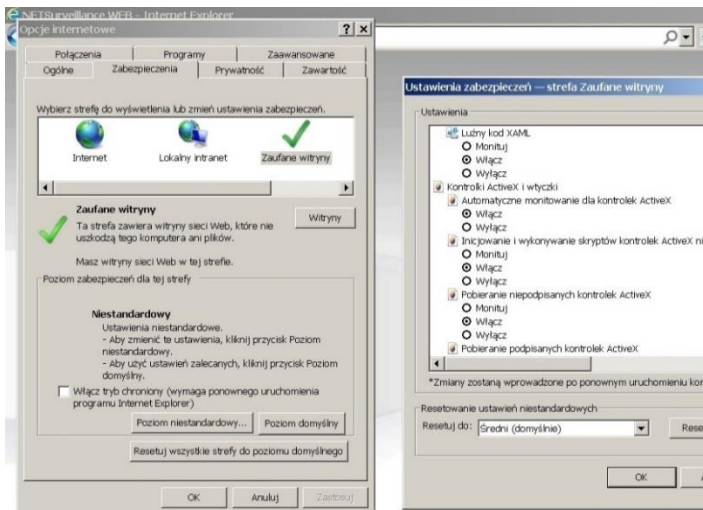 NETSurveillance WEB - Internet Explorer
Opcje internetowe
Połączenia
Programy
Zaawansowane
Ogólne
Zabezpieczenia
Prywatność
Zawartość
Wybierz strefę do wyświetlenia lub zmień ustawienia zabezpieczeń.
Internet
Lokalny intranet
Zaufane witryny
Zaufane witryny
Ta strefa zawiera witryny sieci Web, które nie
uszkodzą tego komputera ani plików.
Witryny
Masz witryny sieci Web w tej strefie.
Poziom zabezpieczeń dla tej strefy
Niestandardowy
Ustawienia niestandardowe.
- Aby zmienić te ustawienia, kliknij przycisk Poziom
niestandardowy.
- Aby użyć ustawień zalecanych, kliknij przycisk Poziom
domyślny.
Włącz tryb chroniony (wymaga ponownego uruchomienia
programu Internet Explorer)
Poziom niestandardowy...
Poziom domyślny
Resetuj wszystkie strefy do poziomu domyślnego
OK
Anuluj
Zastosuj
Ustawienia zabezpieczeń — strefa Zaufane witryny
Ustawienia
Luźny kod XAML
Monituj
Włącz
Wyłącz
Kontrolki ActiveX i wtyczki
Automatyczne monitowanie dla kontrolek ActiveX
Włącz
Wyłącz
Inicjowanie i wykonywanie skryptów kontrolek ActiveX ni
Monituj
Włącz
Wyłącz
Pobieranie niepodpisanych kontrolek ActiveX
Monituj
Włącz
Wyłącz
Pobieranie podpisanych kontrolek ActiveX
*Zmiany zostaną wprowadzone po ponownym uruchomieniu kom
Resetowanie ustawień niestandardowych
Resetuj do:
Średni (domyślnie)
Rese
OK